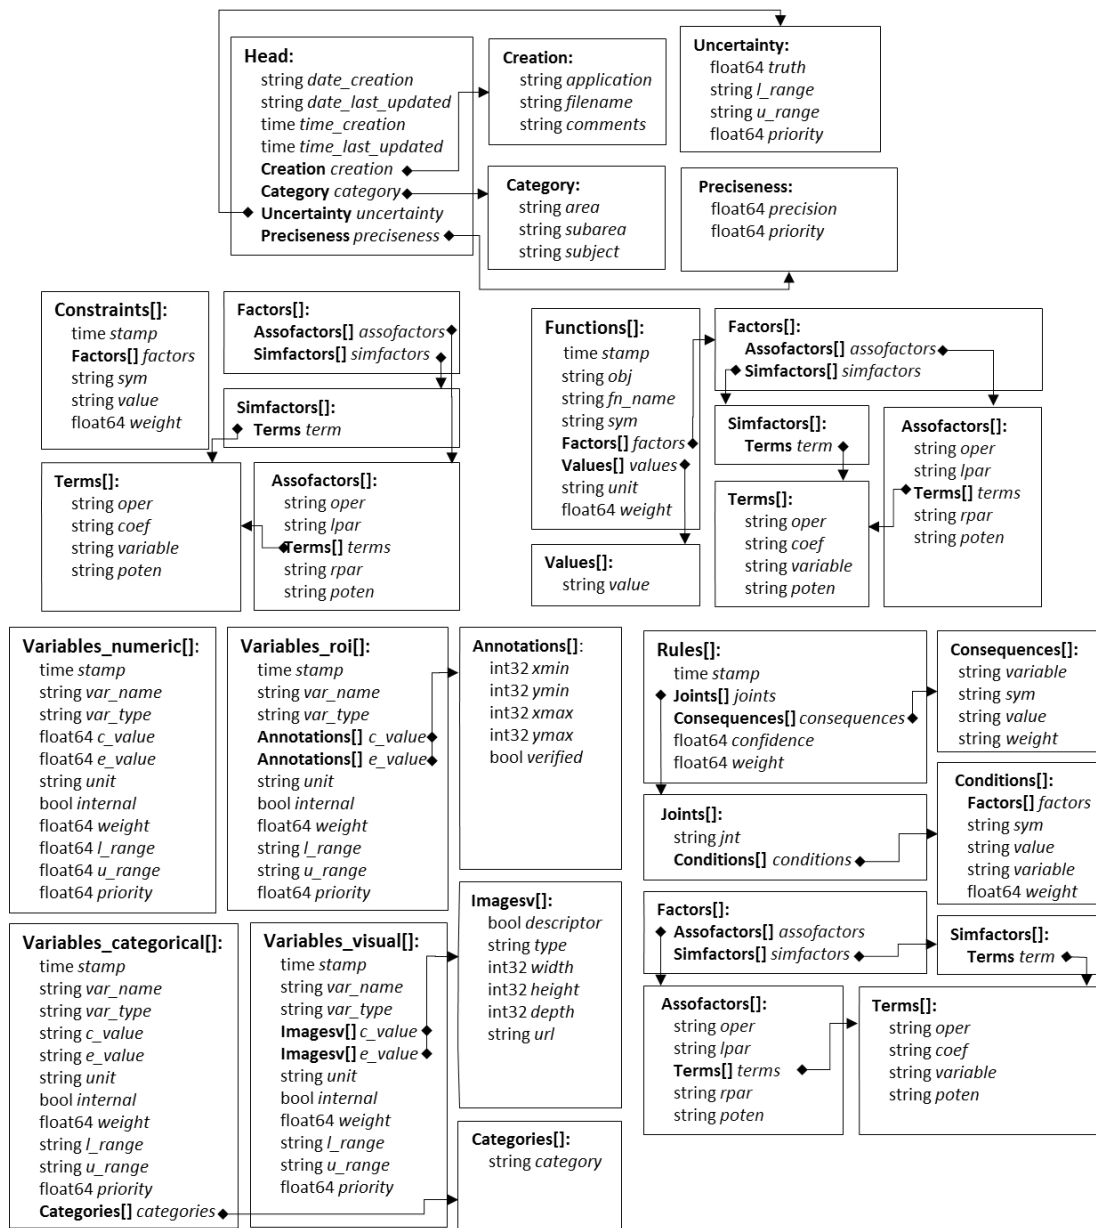 Head:
string date_creation
string date_last_updated
time time_creation
time time_last_updated
Creation creation
Category category
Uncertainty uncertainty
Preciseness preciseness
Creation:
string application
string filename
string comments
Category:
string area
string subarea
string subject
Uncertainty:
float64 truth
string l_range
string u_range
float64 priority
Preciseness:
float64 precision
float64 priority
Constraints[]:
time stamp
Factors[] factors
string sym
string value
float64 weight
Factors[]:
Assofactors[] assofactors
Simfactors[] simfactors
Simfactors[]:
Terms term
Terms[]:
string oper
string coef
string variable
string poten
Assofactors[]:
string oper
string lpar
Terms[] terms
string rpar
string poten
Functions[]:
time stamp
string obj
string fn_name
string sym
Factors[] factors
Values[] values
string unit
float64 weight
Values[]:
string value
Factors[]:
Assofactors[] assofactors
Simfactors[] simfactors
Simfactors[]:
Terms term
Terms[]:
string oper
string coef
string variable
string poten
Assofactors[]:
string oper
string lpar
Terms[] terms
string rpar
string poten
Variables_numeric[]:
time stamp
string var_name
string var_type
float64 c_value
float64 e_value
string unit
bool internal
float64 weight
float64 l_range
float64 u_range
float64 priority
Variables_roi[]:
time stamp
string var_name
string var_type
Annotations[] c_value
Annotations[] e_value
string unit
bool internal
float64 weight
string l_range
string u_range
float64 priority
Annotations[]:
int32 xmin
int32 ymin
int32 xmax
int32 ymax
bool verified
Variables_categorical[]:
time stamp
string var_name
string var_type
string c_value
string e_value
string unit
bool internal
float64 weight
string l_range
string u_range
float64 priority
Categories[] categories
Variables_visual[]:
time stamp
string var_name
string var_type
Imagesv[] c_value
Imagesv[] e_value
string unit
bool internal
float64 weight
string l_range
string u_range
float64 priority
Imagesv[]:
bool descriptor
string type
int32 width
int32 height
int32 depth
string url
Categories[]:
string category
Rules[]:
time stamp
Joints[] joints
Consequences[] consequences
float64 confidence
float64 weight
Consequences[]:
string variable
string sym
string value
string weight
Joints[]:
string jnt
Conditions[] conditions
Conditions[]:
Factors[] factors
string sym
string value
string variable
float64 weight
Factors[]:
Assofactors[] assofactors
Simfactors[] simfactors
Simfactors[]:
Terms term
Assofactors[]:
string oper
string lpar
Terms[] terms
string rpar
string poten
Terms[]:
string oper
string coef
string variable
string poten